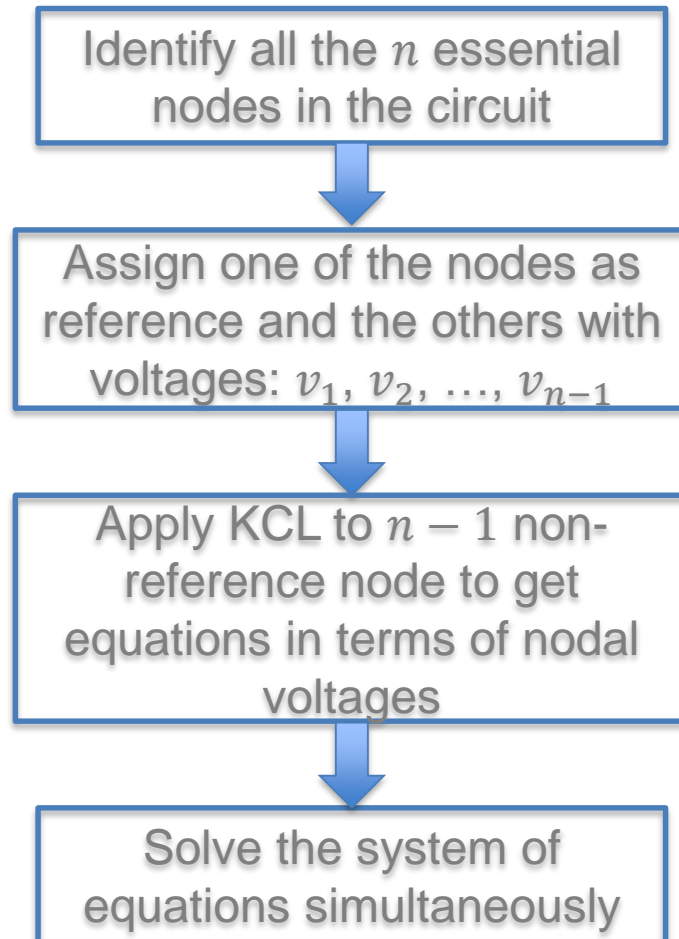 Identify all the n essential
nodes in the circuit
Assign one of the nodes as
reference and the others with
voltages: v₁, v₂, …, vₙ₋₁
Apply KCL to n − 1 non-
reference node to get
equations in terms of nodal
voltages
Solve the system of
equations simultaneously